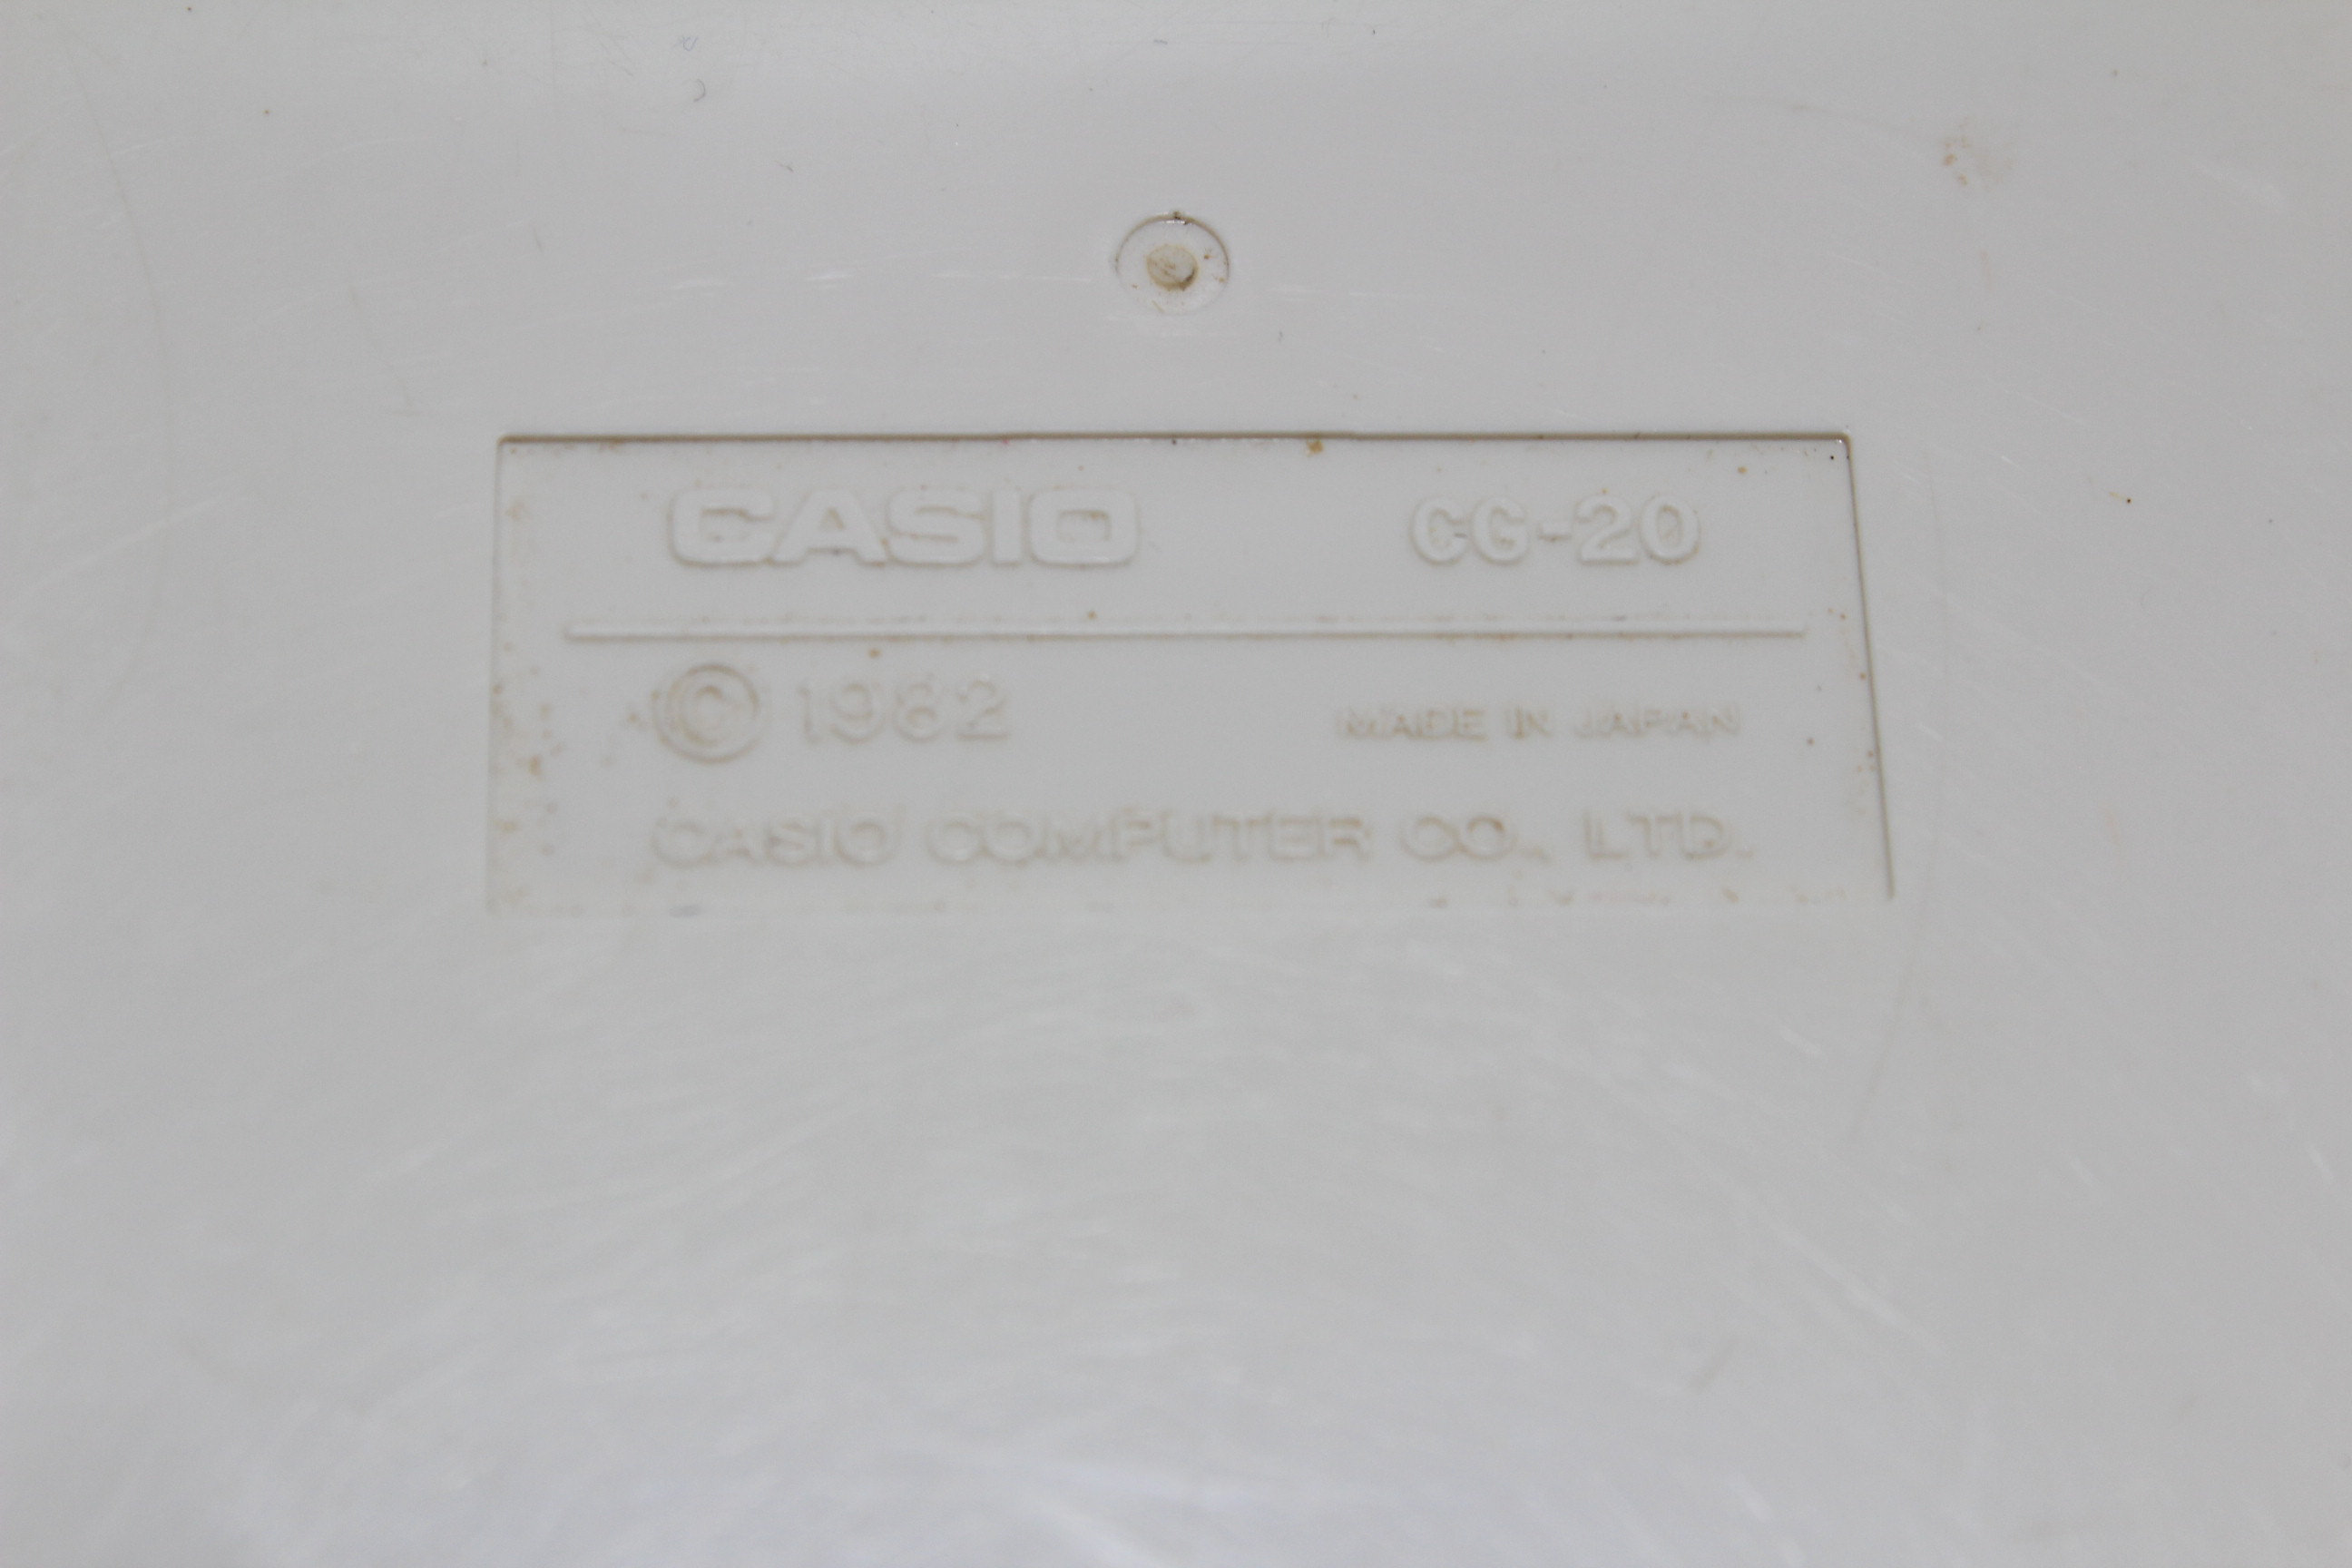 CASIO CG-20
© 1982 MADE IN JAPAN
CASIO COMPUTER CO., LTD.